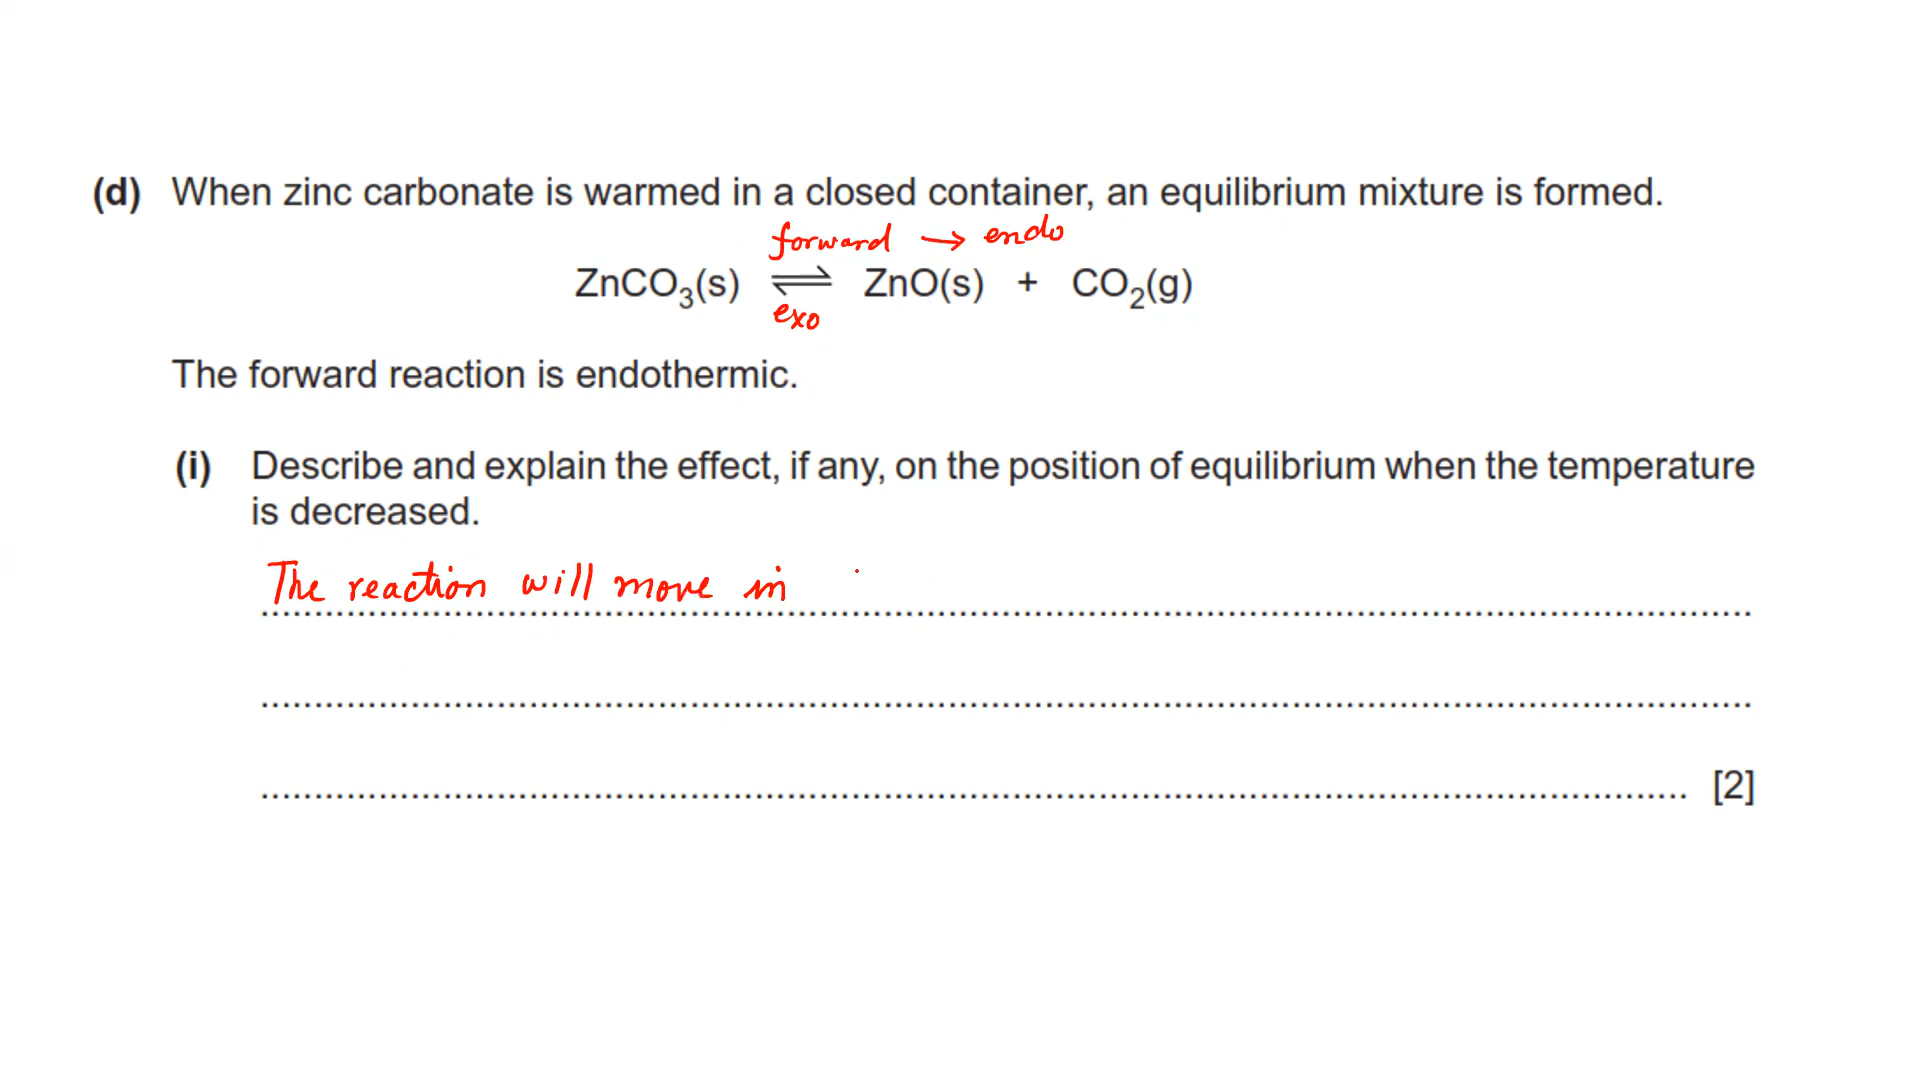 (d) When zinc carbonate is warmed in a closed container, an equilibrium mixture is formed.
forward → endo
ZnCO₃(s) ⇌ ZnO(s) + CO₂(g)
exo
The forward reaction is endothermic.
(i) Describe and explain the effect, if any, on the position of equilibrium when the temperature
is decreased.
The reaction will move in
[2]